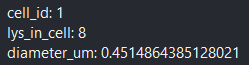 cell_id: 1
lys_in_cell: 8
diameter_um: 0.4514864385128021